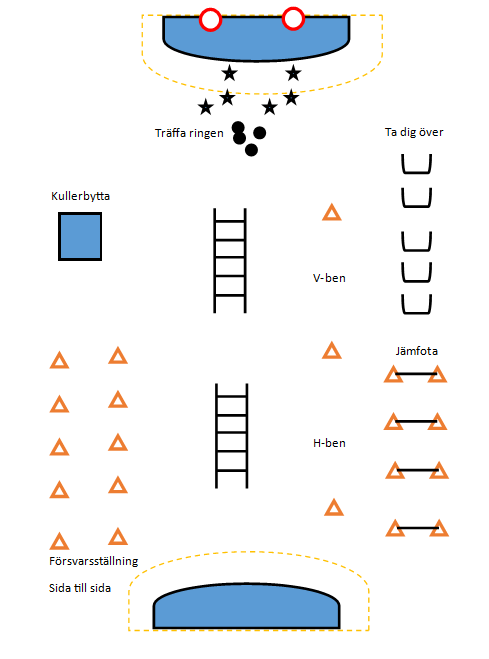 Träffa ringen
Ta dig över
Kullerbytta
V-ben
Jämfota
H-ben
Försvarsställning
Sida till sida